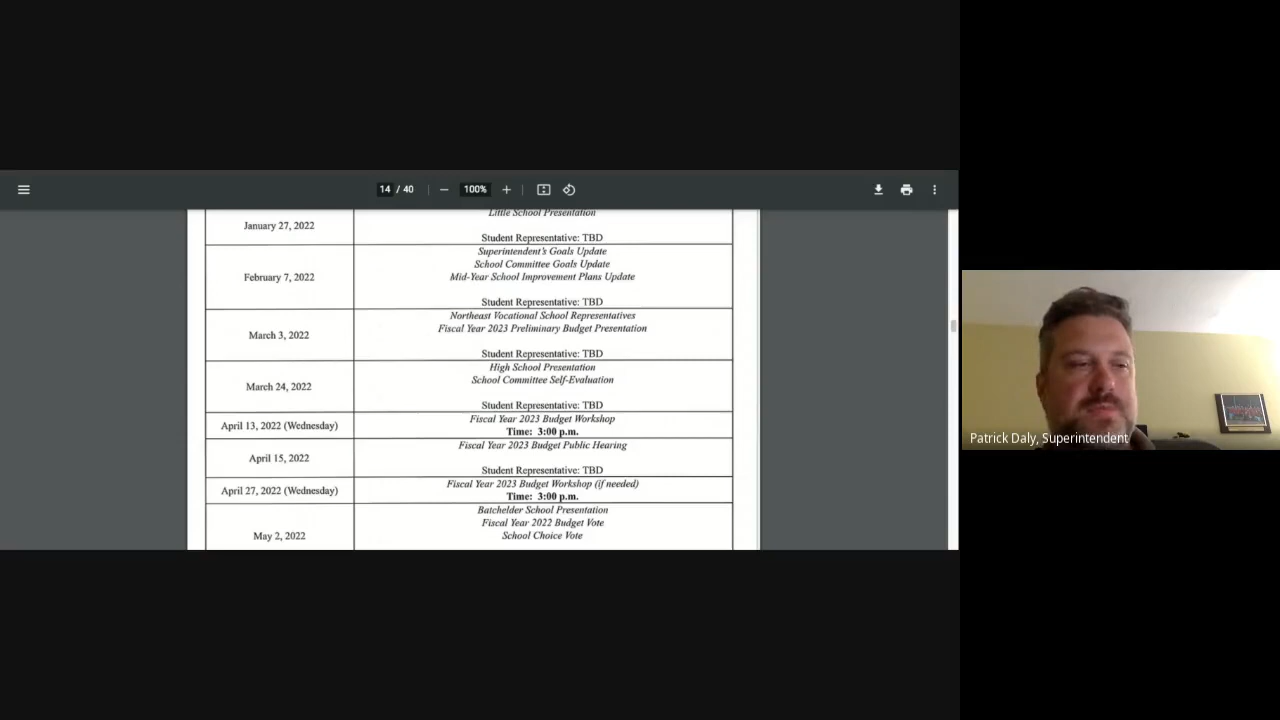 14 / 40
100%
Little School Presentation
January 27, 2022
Student Representative: TBD
Superintendent's Goals Update
School Committee Goals Update
February 7, 2022
Mid-Year School Improvement Plans Update
Student Representative: TBD
Northeast Vocational School Representatives
Fiscal Year 2023 Preliminary Budget Presentation
March 3, 2022
Student Representative: TBD
High School Presentation
School Committee Self-Evaluation
March 24, 2022
Student Representative: TBD
April 13, 2022 (Wednesday)
Fiscal Year 2023 Budget Workshop
Time: 3:00 p.m.
Fiscal Year 2023 Budget Public Hearing
April 15, 2022
Student Representative: TBD
April 27, 2022 (Wednesday)
Fiscal Year 2023 Budget Workshop (if needed)
Time: 3:00 p.m.
Batchelder School Presentation
Fiscal Year 2022 Budget Vote
School Choice Vote
May 2, 2022
Patrick Daly, Superintendent